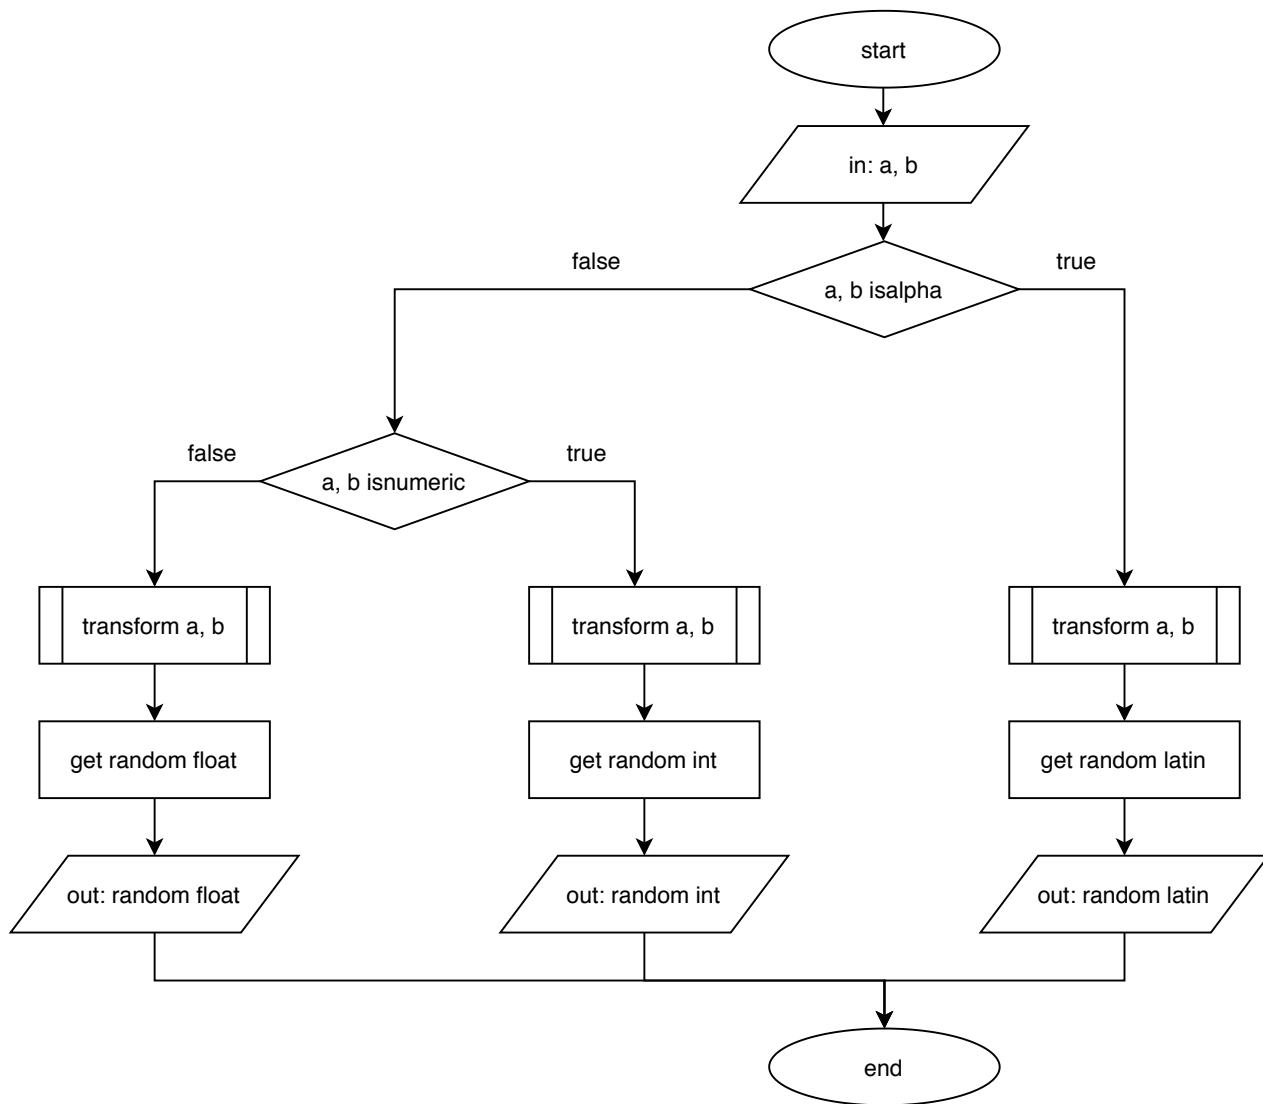 start
in: a, b
false
true
a, b isalpha
false
true
a, b isnumeric
transform a, b
transform a, b
transform a, b
get random float
get random int
get random latin
out: random float
out: random int
out: random latin
end